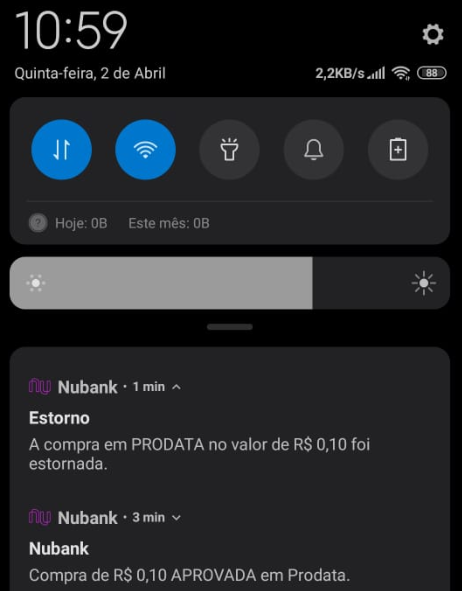 10:59
Quinta-feira, 2 de Abril
2,2KB/s 88
Hoje: 0B Este mês: 0B
Nubank · 1 min
Estorno
A compra em PRODATA no valor de R$ 0,10 foi
estornada.
Nubank · 3 min
Nubank
Compra de R$ 0,10 APROVADA em Prodata.